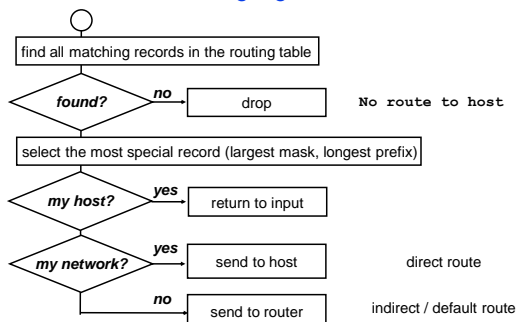 find all matching records in the routing table
found?
no
drop
No route to host
select the most special record (largest mask, longest prefix)
my host?
yes
return to input
my network?
yes
send to host
direct route
no
send to router
indirect / default route